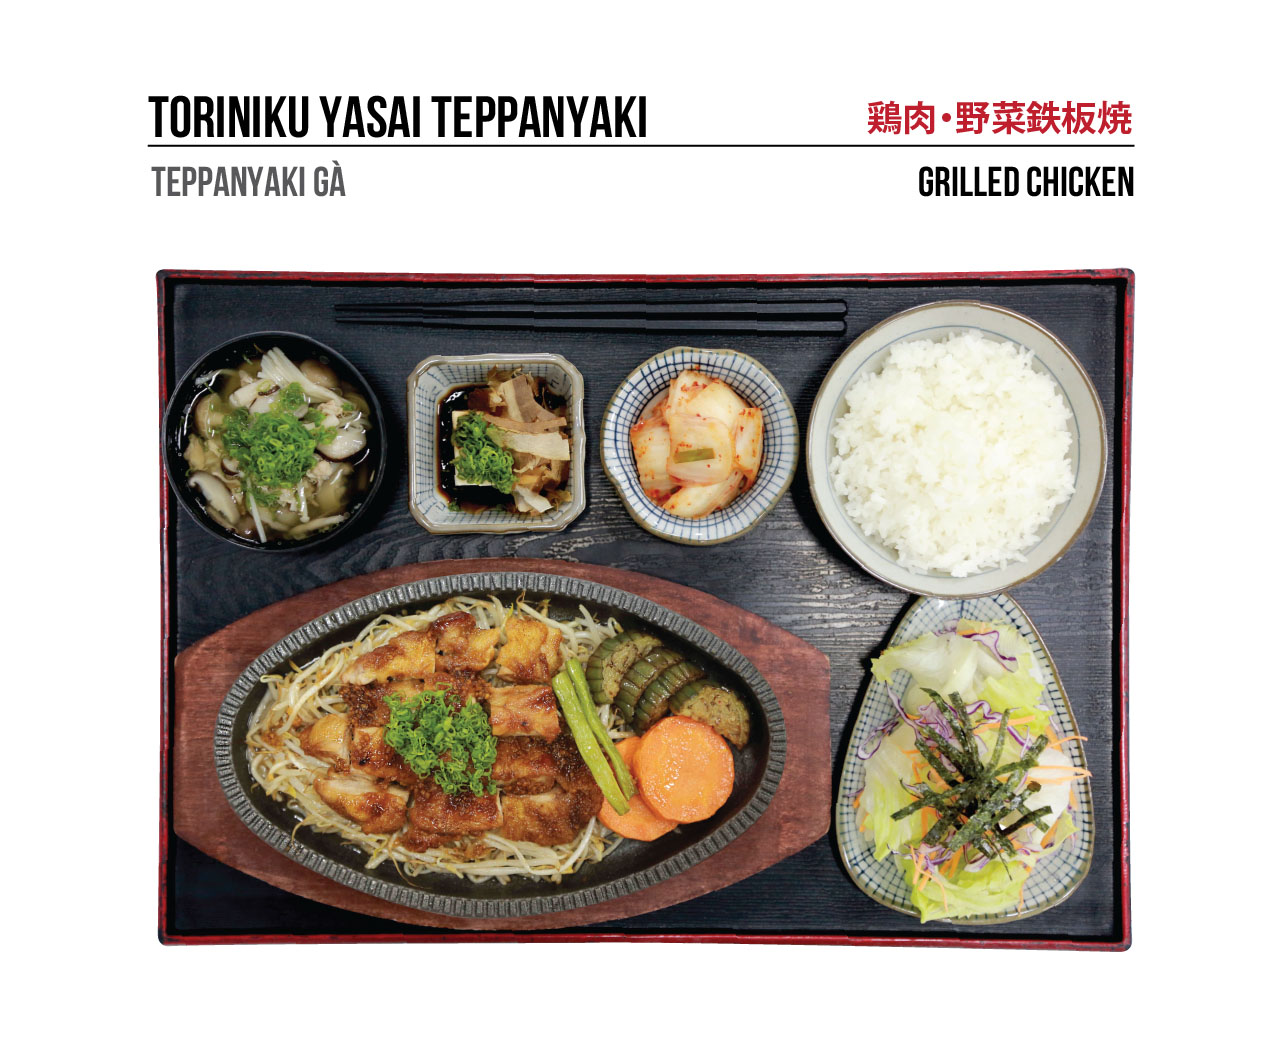 TORINIKU YASAI TEPPANYAKI
鶏肉・野菜鉄板焼
TEPPANYAKI GÀ
GRILLED CHICKEN